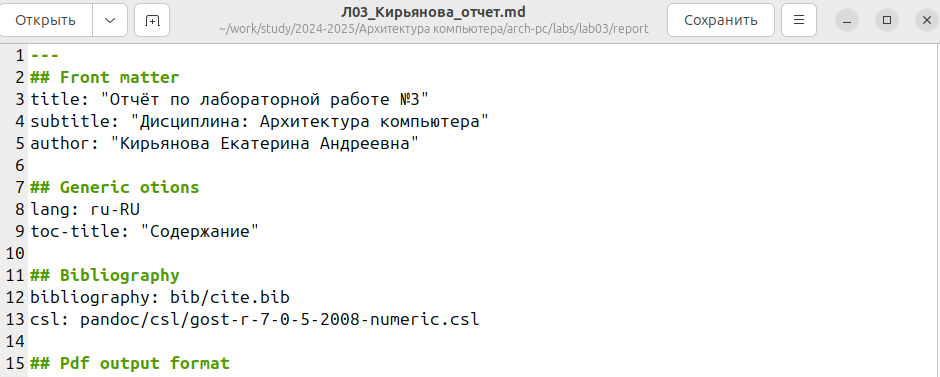 Открыть
Л03_Кирьянова_отчет.md
~/work/study/2024-2025/Архитектура компьютера/arch-pc/labs/lab03/report
Сохранить
1 ---
2 ## Front matter
3 title: "Отчёт по лабораторной работе №3"
4 subtitle: "Дисциплина: Архитектура компьютера"
5 author: "Кирьянова Екатерина Андреевна"
6
7 ## Generic otions
8 lang: ru-RU
9 toc-title: "Содержание"
10
11 ## Bibliography
12 bibliography: bib/cite.bib
13 csl: pandoc/csl/gost-r-7-0-5-2008-numeric.csl
14
15 ## Pdf output format